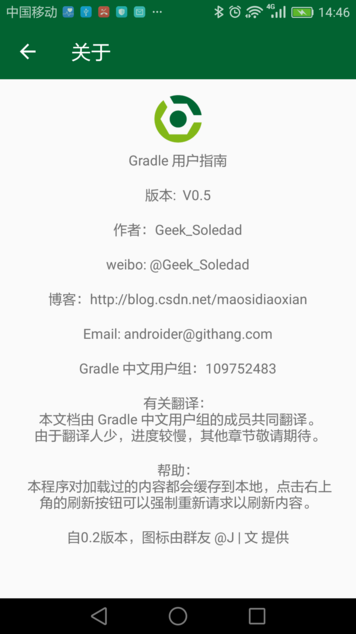 中国移动 ... 4G 14:46
关于
Gradle 用户指南
版本: V0.5
作者：Geek_Soledad
weibo: @Geek_Soledad
博客：http://blog.csdn.net/maosidiaoxian
Email: androider@githang.com
Gradle 中文用户组：109752483
有关翻译：
本文档由 Gradle 中文用户组的成员共同翻译。
由于翻译人少，进度较慢，其他章节敬请期待。
帮助：
本程序对加载过的内容都会缓存到本地，点击右上
角的刷新按钮可以强制重新请求以刷新内容。
自0.2版本，图标由群友 @J | 文 提供